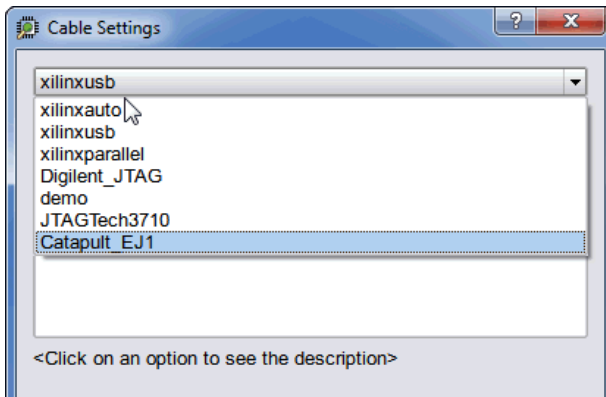 Cable Settings
?
X
xilinxusb
xilinxauto
xilinxusb
xilinxparallel
Digilent_JTAG
demo
JTAGTech3710
Catapult_EJ1
<Click on an option to see the description>